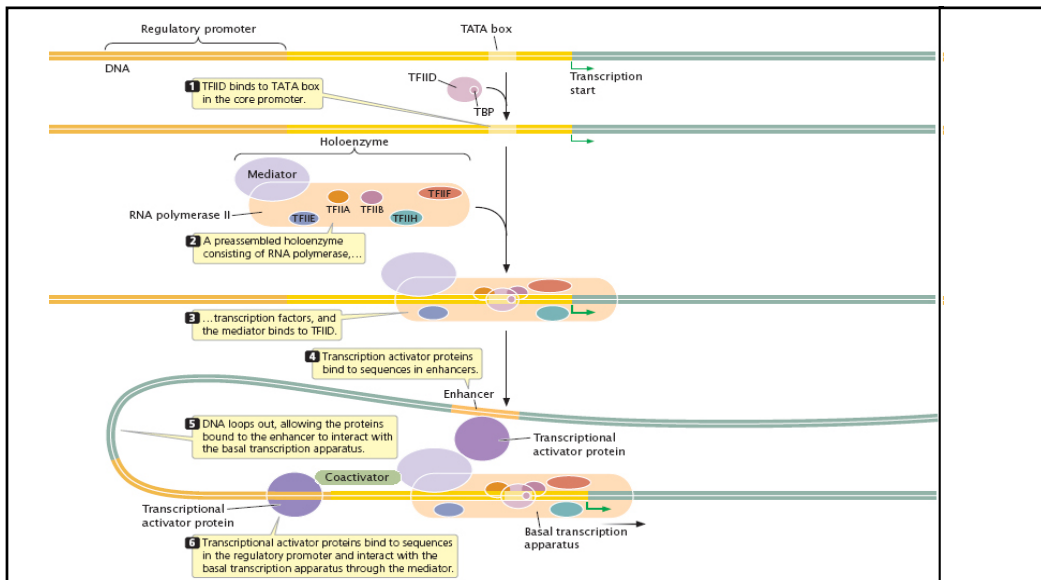 Regulatory promoter
TATA box
DNA
TFIID
Transcription
start
1 TFIID binds to TATA box
in the core promoter.
TBP
Holoenzyme
Mediator
TFIIF
TFIIA
TFIIB
RNA polymerase II
TFIIE
TFIIH
2 A preassembled holoenzyme
consisting of RNA polymerase,...
3 ...transcription factors, and
the mediator binds to TFIID.
4 Transcription activator proteins
bind to sequences in enhancers.
Enhancer
5 DNA loops out, allowing the proteins
bound to the enhancer to interact with
the basal transcription apparatus.
Transcriptional
activator protein
Coactivator
Transcriptional
activator protein
Basal transcription
apparatus
6 Transcriptional activator proteins bind to sequences
in the regulatory promoter and interact with the
basal transcription apparatus through the mediator.